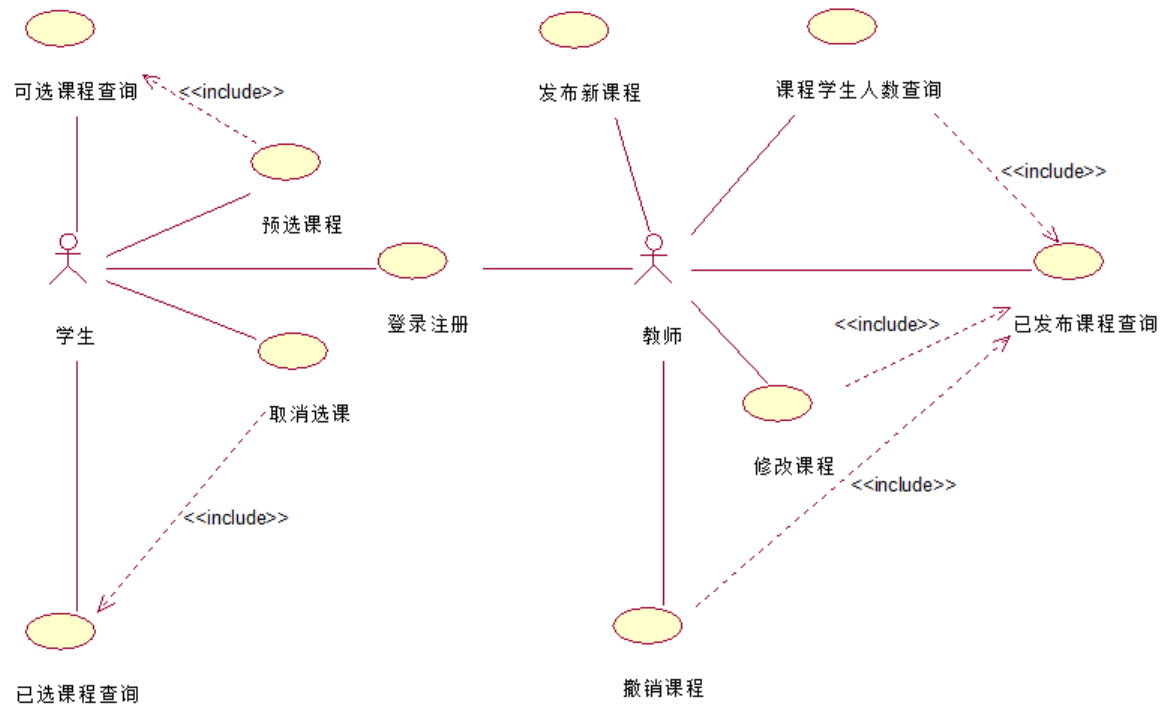 可选课程查询
<<include>>
发布新课程
课程学生人数查询
<<include>>
预选课程
登录注册
学生
教师
<<include>>
已发布课程查询
取消选课
修改课程
<<include>>
<<include>>
已选课程查询
撤销课程